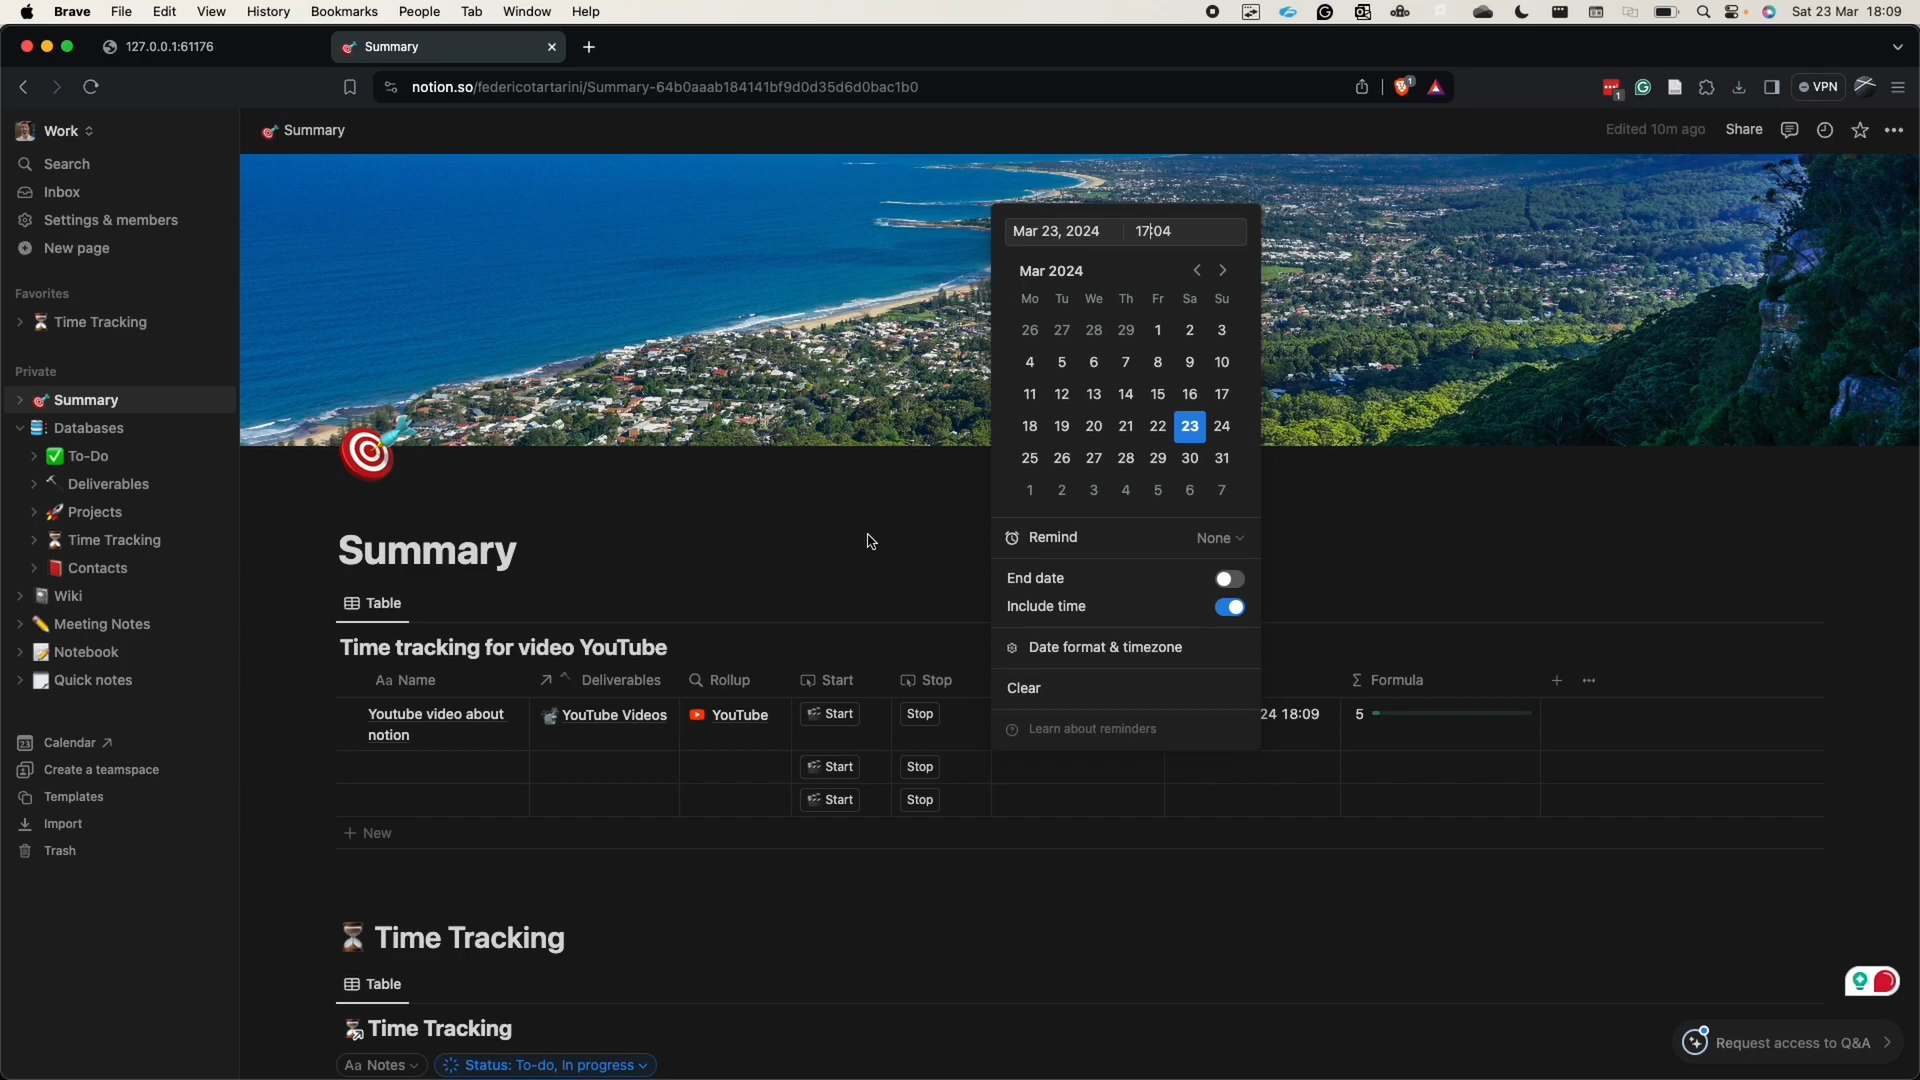 Brave File Edit View History Bookmarks People Tab Window Help
Sat 23 Mar 18:09
127.0.0.1:61176
Summary
notion.so/federicotartarini/Summary-64b0aaab184141bf9d0d35d6d0bac1b0
1
1
VPN
Work
Summary
Edited 10m ago
Share
Search
Inbox
Settings & members
New page
Favorites
Time Tracking
Private
Summary
Databases
To-Do
Deliverables
Projects
Time Tracking
Contacts
Wiki
Meeting Notes
Notebook
Quick notes
23 Calendar
Create a teamspace
Templates
Import
Trash
Mar 23, 2024 17:04
Mar 2024
Mo Tu We Th Fr Sa Su
26 27 28 29 1 2 3
4 5 6 7 8 9 10
11 12 13 14 15 16 17
18 19 20 21 22 23 24
25 26 27 28 29 30 31
1 2 3 4 5 6 7
Remind None
End date
Include time
Date format & timezone
Clear
Learn about reminders
Summary
Table
Time tracking for video YouTube
Aa Name Deliverables Rollup Start Stop Σ Formula
Youtube video about YouTube Videos YouTube Start Stop 24 18:09 5
notion
Start Stop
Start Stop
New
Time Tracking
Table
Time Tracking
Aa Notes Status: To-do, In progress
Request access to Q&A